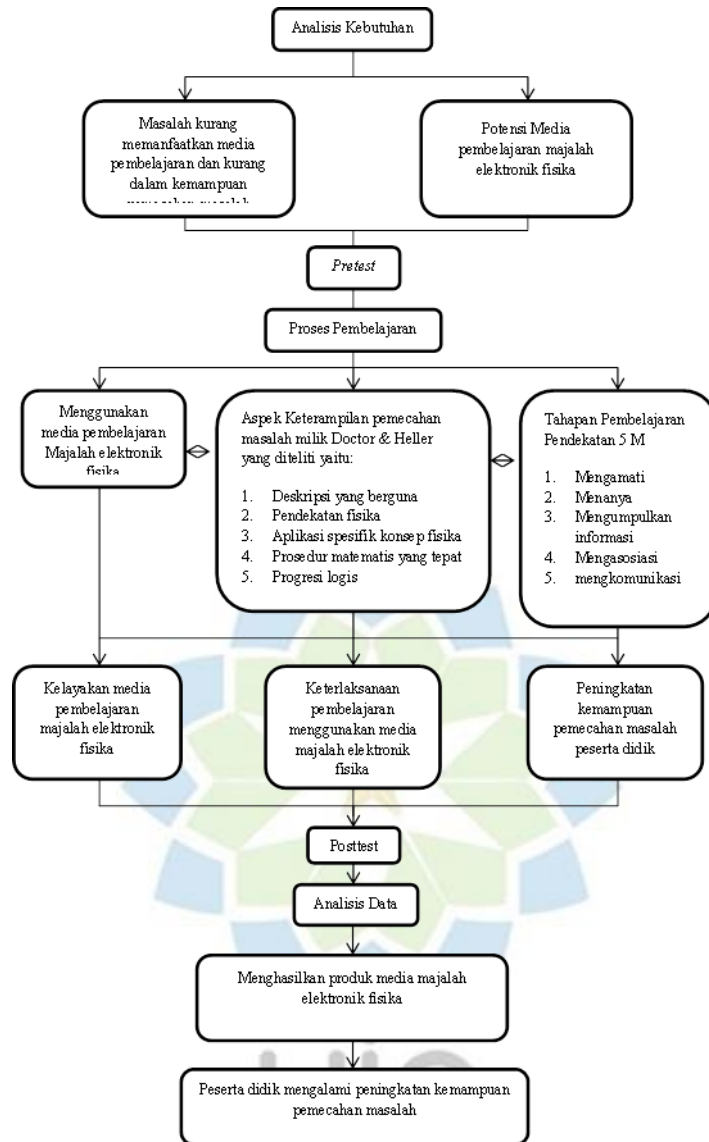 Analisis Kebutuhan
Masalah kurang
memanfaatkan media
pembelajaran dan kurang
dalam kemampuan
Potensi Media
pembelajaran majalah
elektronik fisika
Pretest
Proses Pembelajaran
Menggunakan
media pembelajaran
Majalah elektronik
fisika
Aspek Keterampilan pemecahan
masalah milik Doctor & Heller
yang diteliti yaitu:
1. Deskripsi yang berguna
2. Pendekatan fisika
3. Aplikasi spesifik konsep fisika
4. Prosedur matematis yang tepat
5. Progresi logis
Tahapan Pembelajaran
Pendekatan 5 M
1. Mengamati
2. Menanya
3. Mengumpulkan
informasi
4. Mengasosiasi
5. mengkomunikasi
Kelayakan media
pembelajaran
majalah elektronik
fisika
Keterlaksanaan
pembelajaran
menggunakan media
majalah elektronik
fisika
Peningkatan
kemampuan
pemecahan masalah
peserta didik
Posttest
Analisis Data
Menghasilkan produk media majalah
elektronik fisika
Peserta didik mengalami peningkatan kemampuan
pemecahan masalah